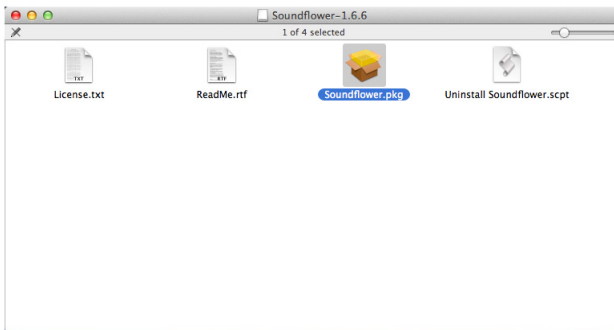 Soundflower-1.6.6
1 of 4 selected
TXT
RTF
License.txt
ReadMe.rtf
Soundflower.pkg
Uninstall Soundflower.scpt